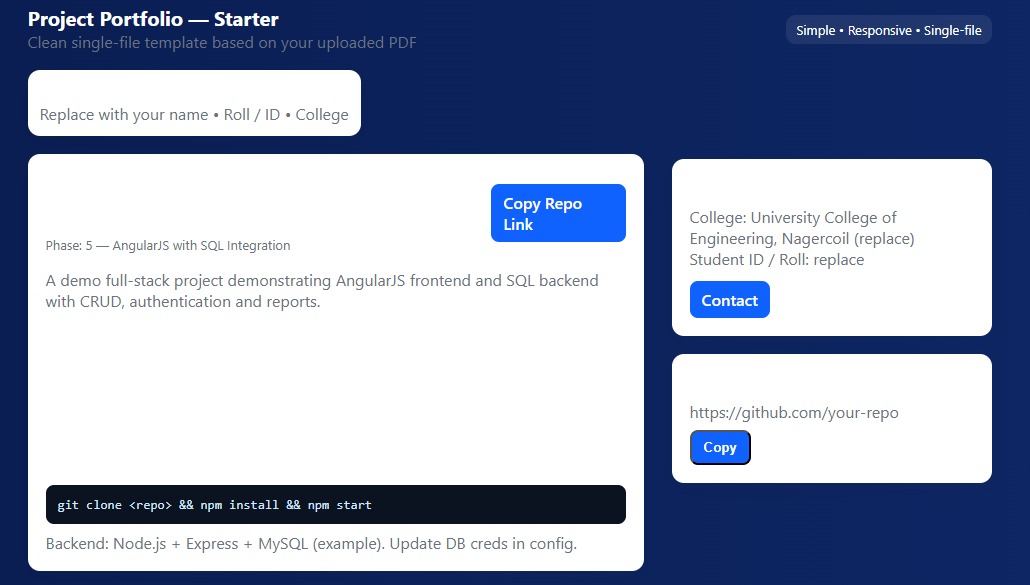 Project Portfolio — Starter
Clean single-file template based on your uploaded PDF
Simple • Responsive • Single-file
Replace with your name • Roll / ID • College
Copy Repo
Link
Phase: 5 — AngularJS with SQL Integration
A demo full-stack project demonstrating AngularJS frontend and SQL backend
with CRUD, authentication and reports.
git clone <repo> && npm install && npm start
Backend: Node.js + Express + MySQL (example). Update DB creds in config.
College: University College of
Engineering, Nagercoil (replace)
Student ID / Roll: replace
Contact
https://github.com/your-repo
Copy